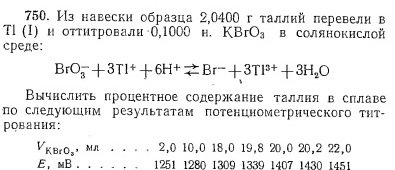 750. Из навески образца 2,0400 г таллий перевели в
Tl (I) и оттитровали 0,1000 н. KBrO₃ в солянокислой
среде:
BrO₃⁻+3Tl⁺+6H⁺⇄Br⁻+3Tl³⁺+3H₂O
Вычислить процентное содержание таллия в сплаве
по следующим результатам потенциометрического тит-
рования:
V_KBrO₃, мл . . . . 2,0 10,0 18,0 19,8 20,0 20,2 22,0
E, мВ . . . . . . 1251 1280 1309 1339 1407 1430 1451